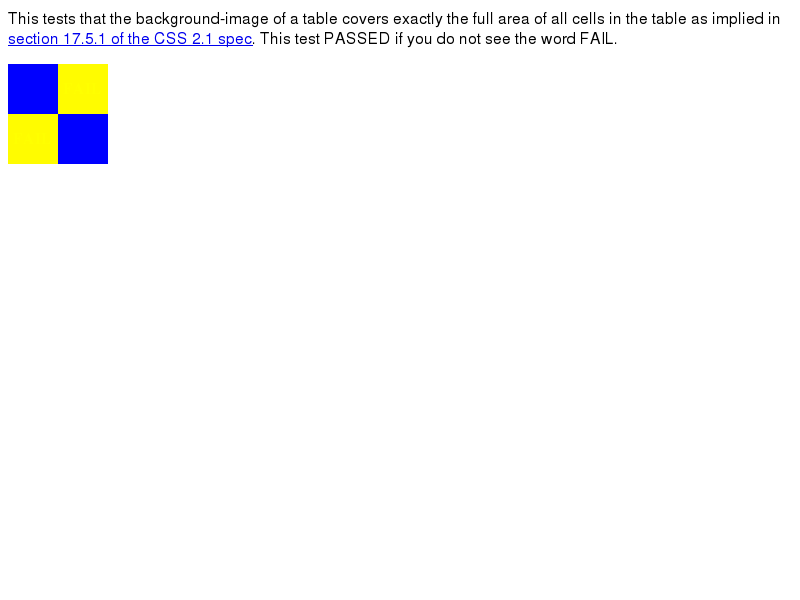 This tests that the background-image of a table covers exactly the full area of all cells in the table as implied in
section 17.5.1 of the CSS 2.1 spec. This test PASSED if you do not see the word FAIL.